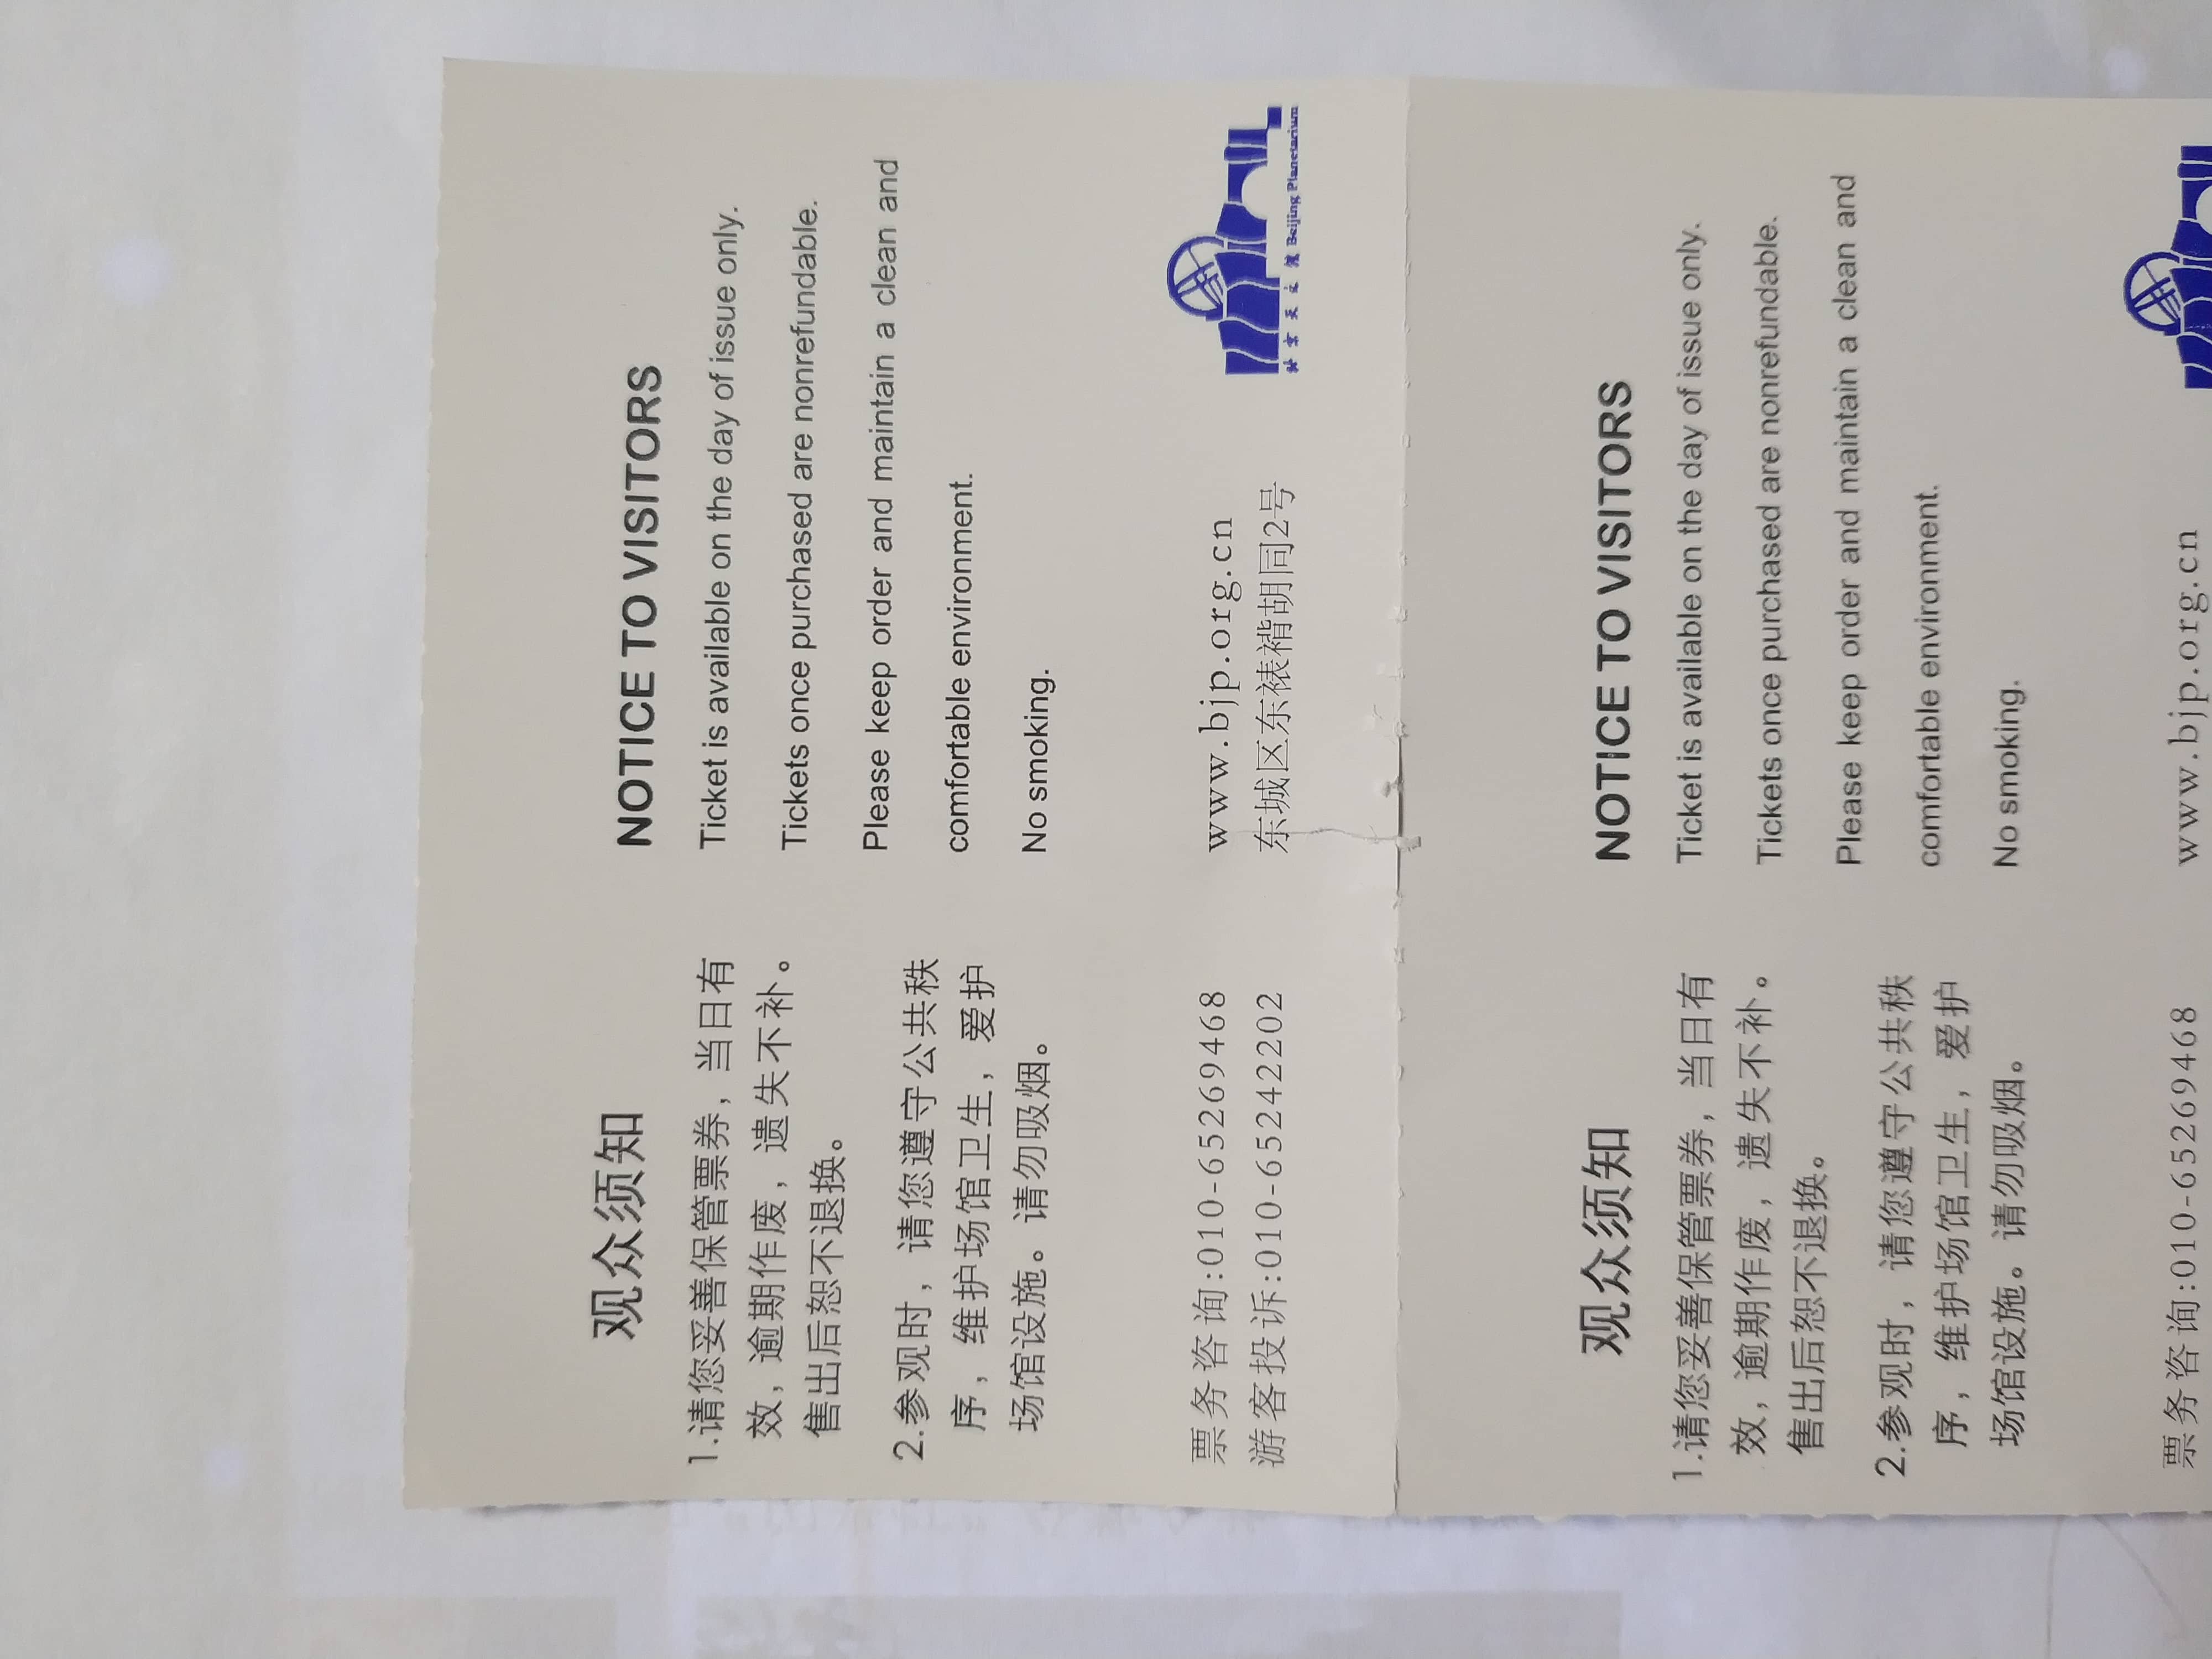 观众须知
1.请您妥善保管票券，当日有
效，逾期作废，遗失不补。
售出后恕不退换。
2.参观时，请您遵守公共秩
序，维护场馆卫生，爱护
场馆设施。请勿吸烟。
票务咨询:010-65269468
游客投诉:010-65242202
NOTICE TO VISITORS
Ticket is available on the day of issue only.
Tickets once purchased are nonrefundable.
Please keep order and maintain a clean and
comfortable environment.
No smoking.
www.bjp.org.cn
东城区东裱褙胡同2号
北京天文馆 Beijing Planetarium
观众须知
1.请您妥善保管票券，当日有
效，逾期作废，遗失不补。
售出后恕不退换。
2.参观时，请您遵守公共秩
序，维护场馆卫生，爱护
场馆设施。请勿吸烟。
票务咨询:010-65269468
NOTICE TO VISITORS
Ticket is available on the day of issue only.
Tickets once purchased are nonrefundable.
Please keep order and maintain a clean and
comfortable environment.
No smoking.
www.bjp.org.cn